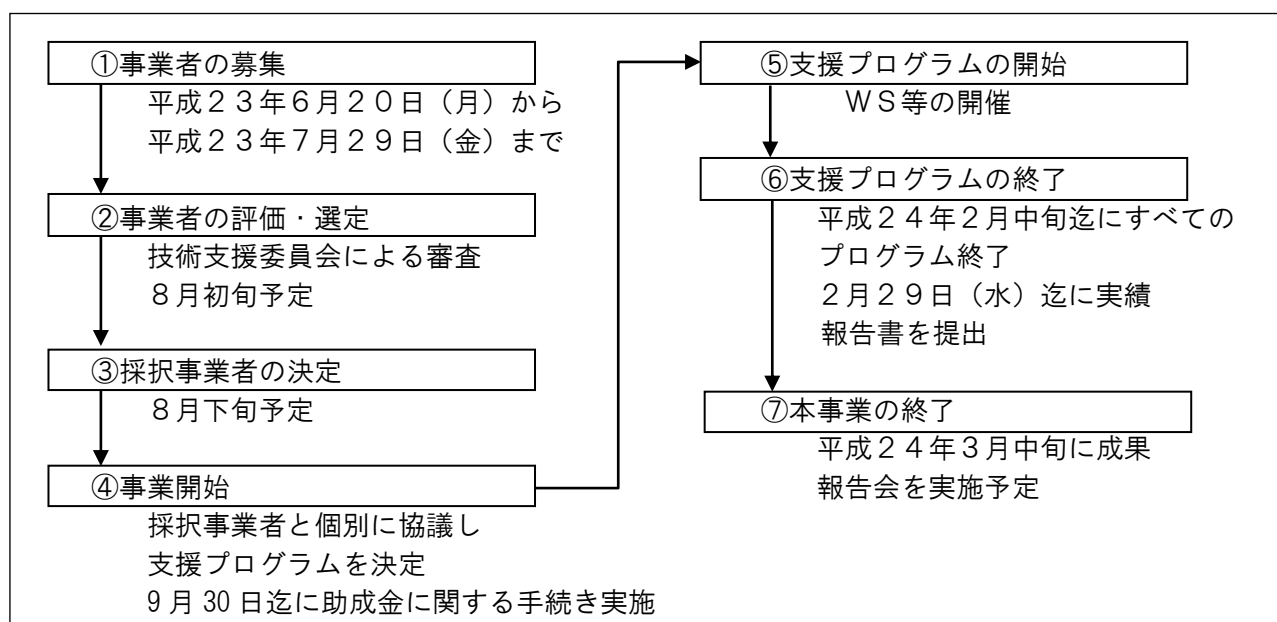 ①事業者の募集
平成２３年６月２０日（月）から
平成２３年７月２９日（金）まで
②事業者の評価・選定
技術支援委員会による審査
８月初旬予定
③採択事業者の決定
８月下旬予定
④事業開始
採択事業者と個別に協議し
支援プログラムを決定
9 月 30 日迄に助成金に関する手続き実施
⑤支援プログラムの開始
ＷＳ等の開催
⑥支援プログラムの終了
平成２４年２月中旬迄にすべての
プログラム終了
２月２９日（水）迄に実績
報告書を提出
⑦本事業の終了
平成２４年３月中旬に成果
報告会を実施予定